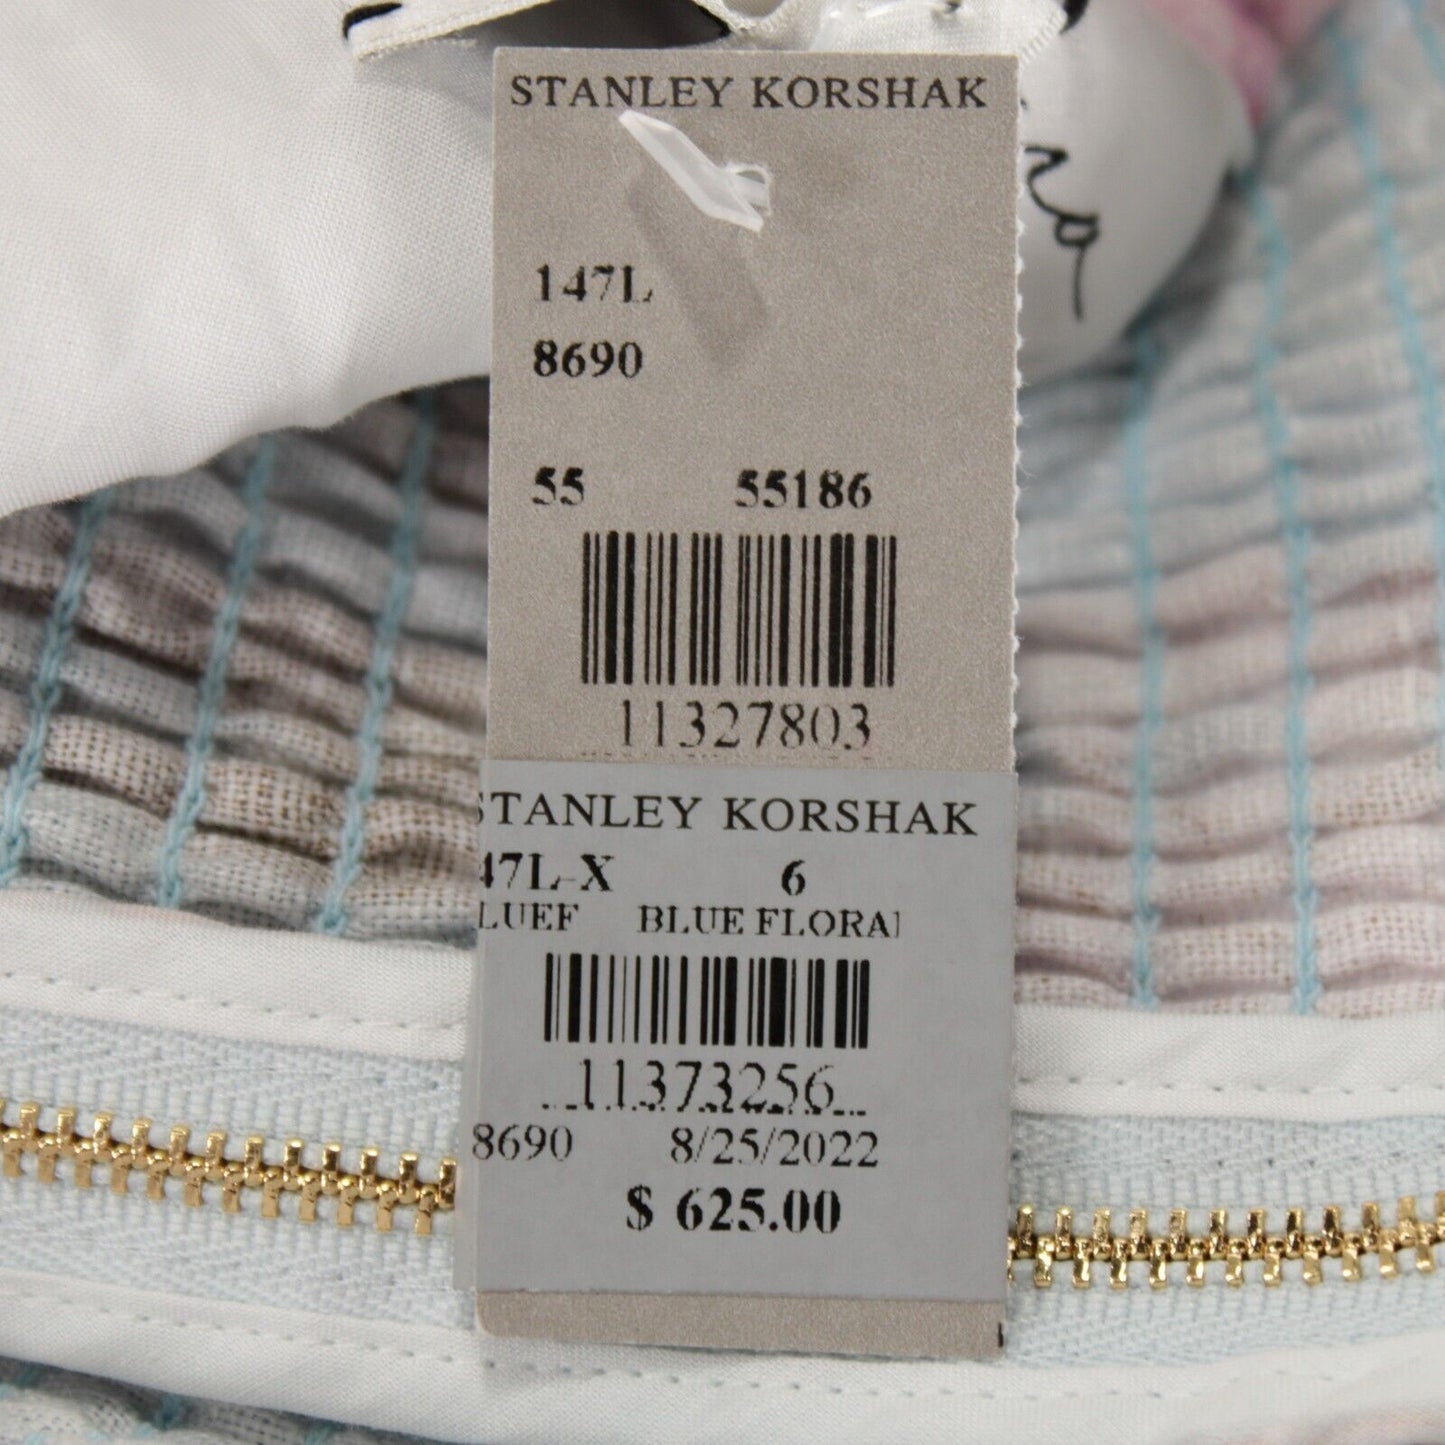 STANLEY KORSHAK
147L
8690
55 55186
11327803
STANLEY KORSHAK
47L-X 6
LUEF BLUE FLORAL
11373256
8690 8/25/2022
$ 625.00